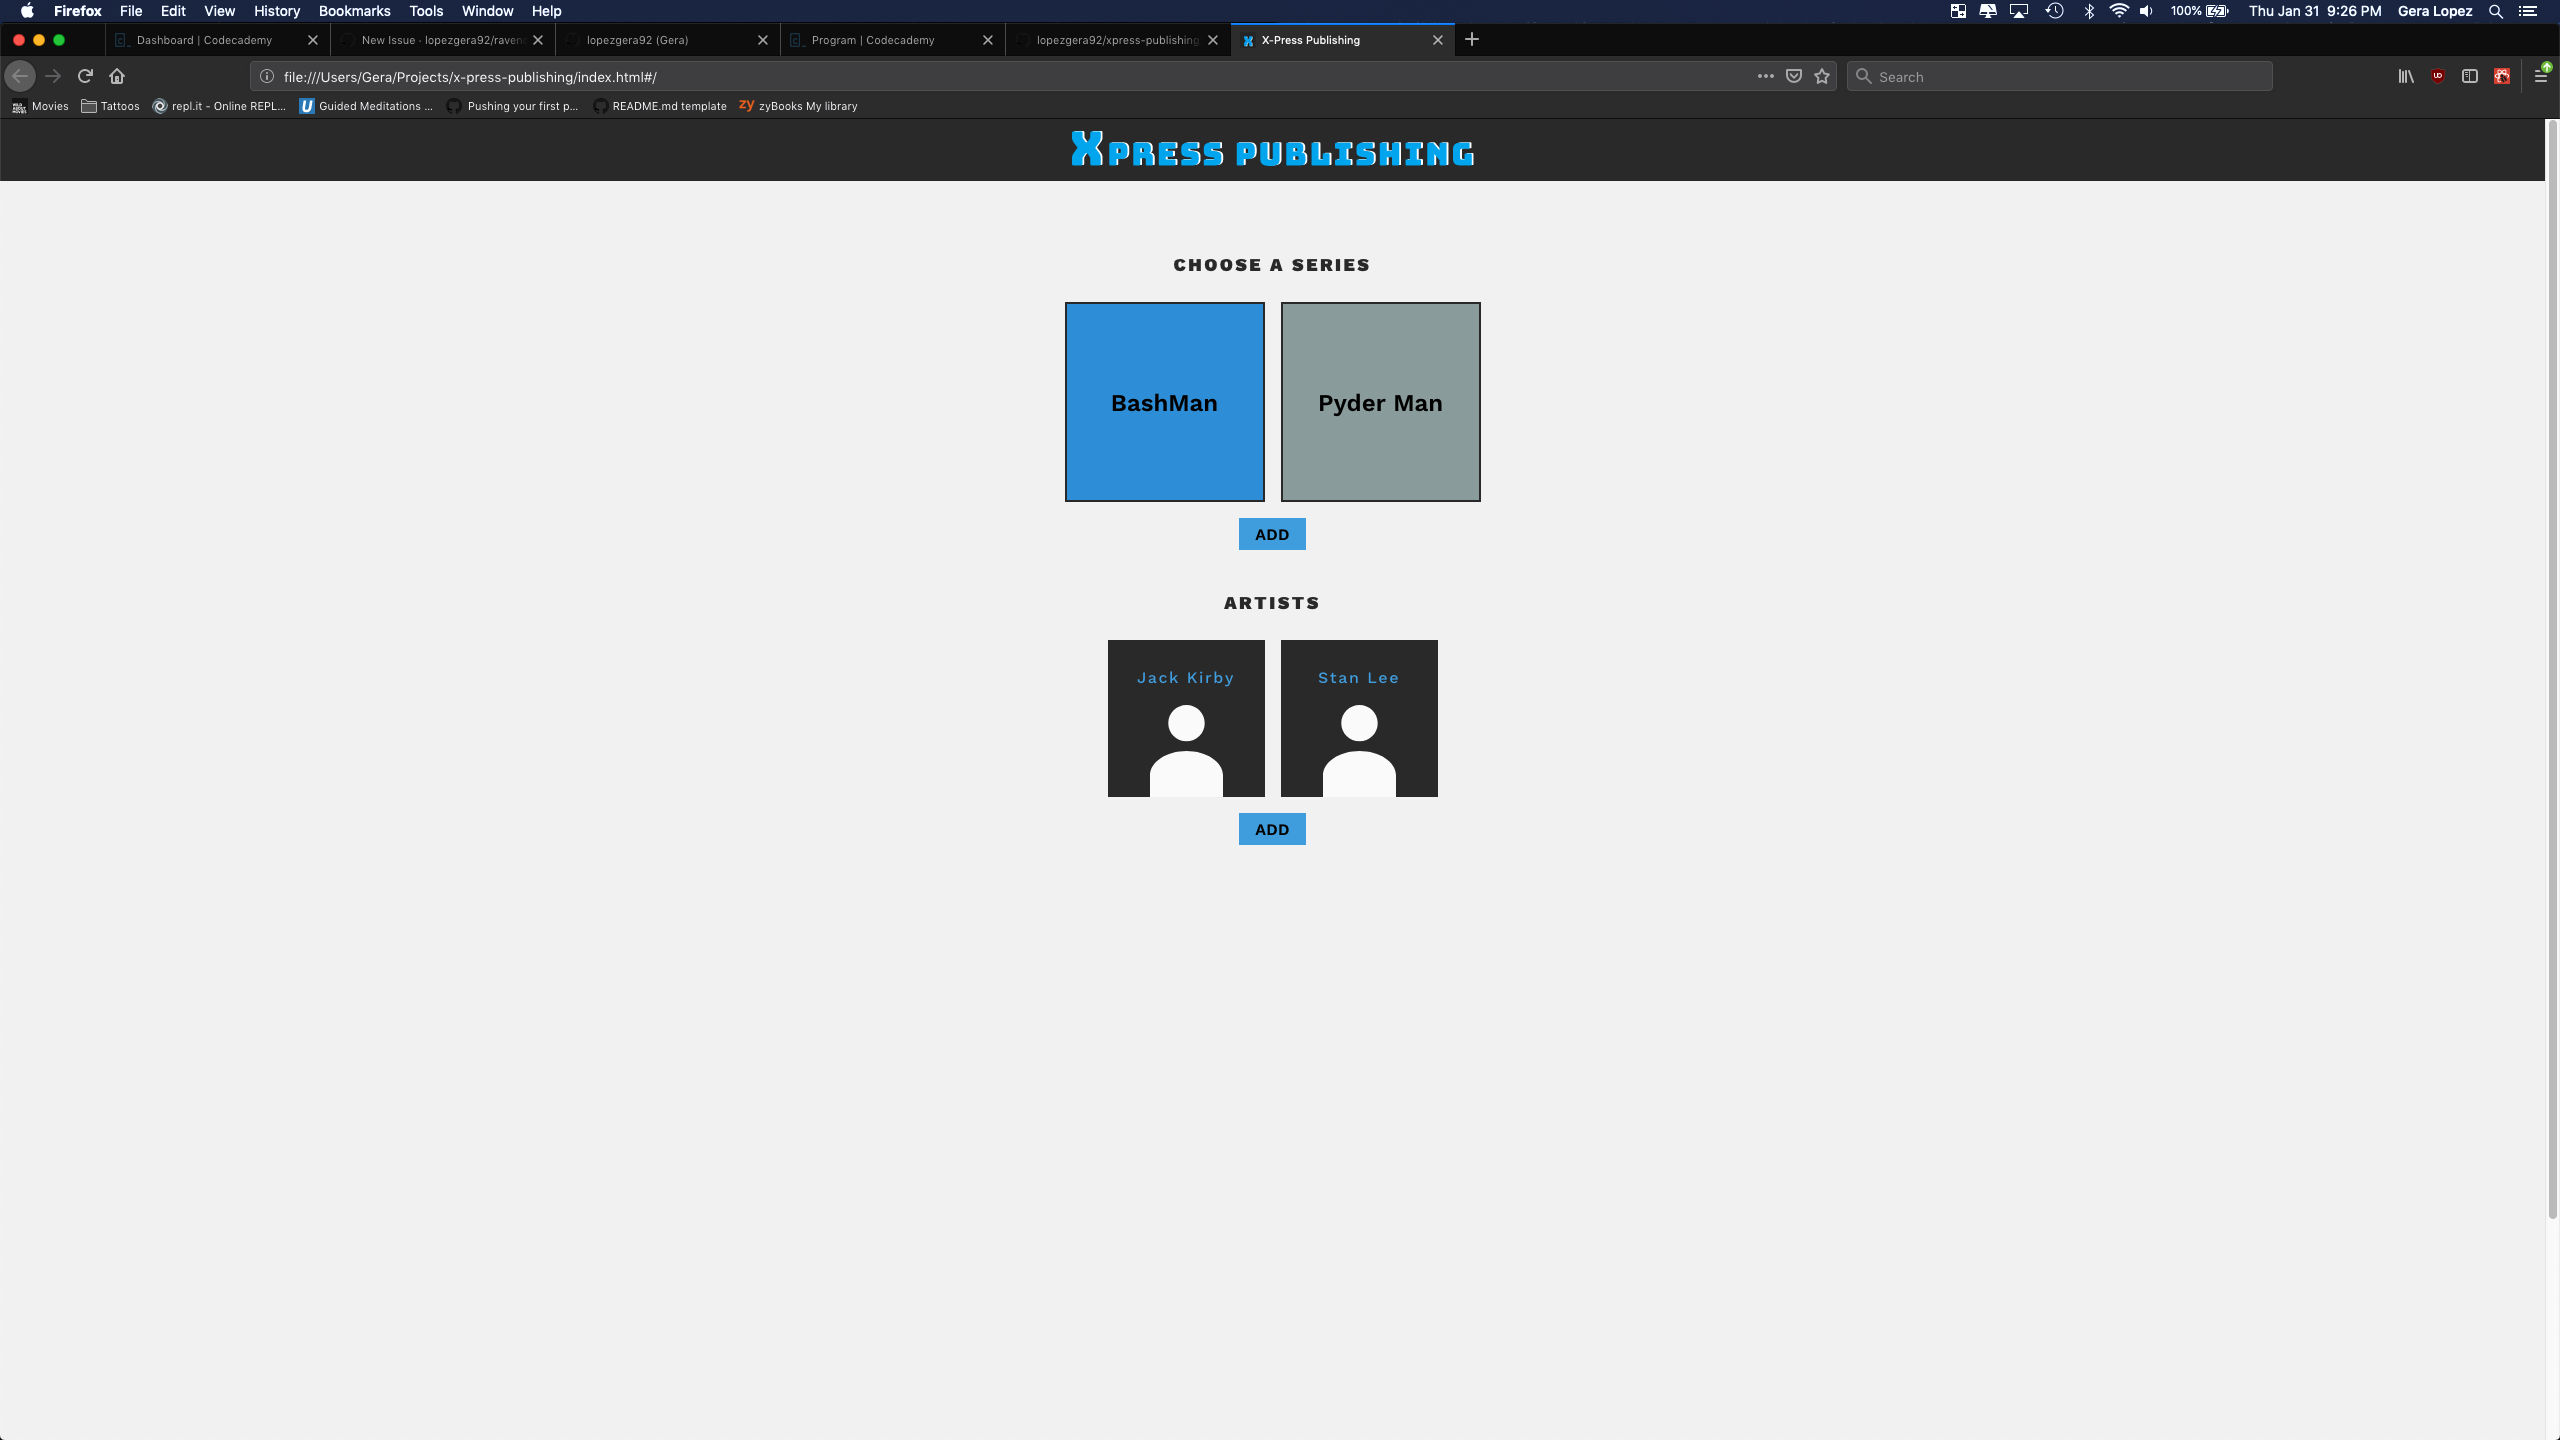 Firefox File Edit View History Bookmarks Tools Window Help 100% Thu Jan 31 9:26 PM Gera Lopez
Dashboard | Codecademy New Issue · lopezgera92/raven lopezgera92 (Gera) Program | Codecademy lopezgera92/xpress-publishing X-Press Publishing
file:///Users/Gera/Projects/x-press-publishing/index.html#/ Search
Movies Tattoos repl.it - Online REPL... Guided Meditations ... Pushing your first p... README.md template zy zyBooks My library
XPRESS PUBLISHING
CHOOSE A SERIES
BashMan Pyder Man
ADD
ARTISTS
Jack Kirby Stan Lee
ADD